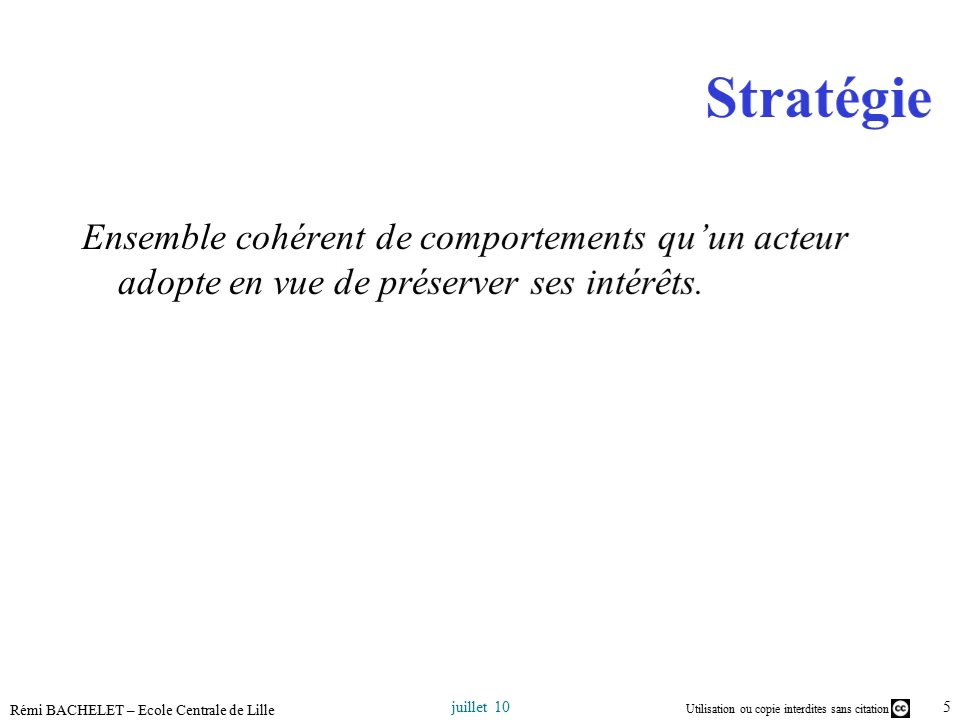 Stratégie
Ensemble cohérent de comportements qu’un acteur
adopte en vue de préserver ses intérêts.
Rémi BACHELET – Ecole Centrale de Lille
juillet 10
Utilisation ou copie interdites sans citation
cc
5